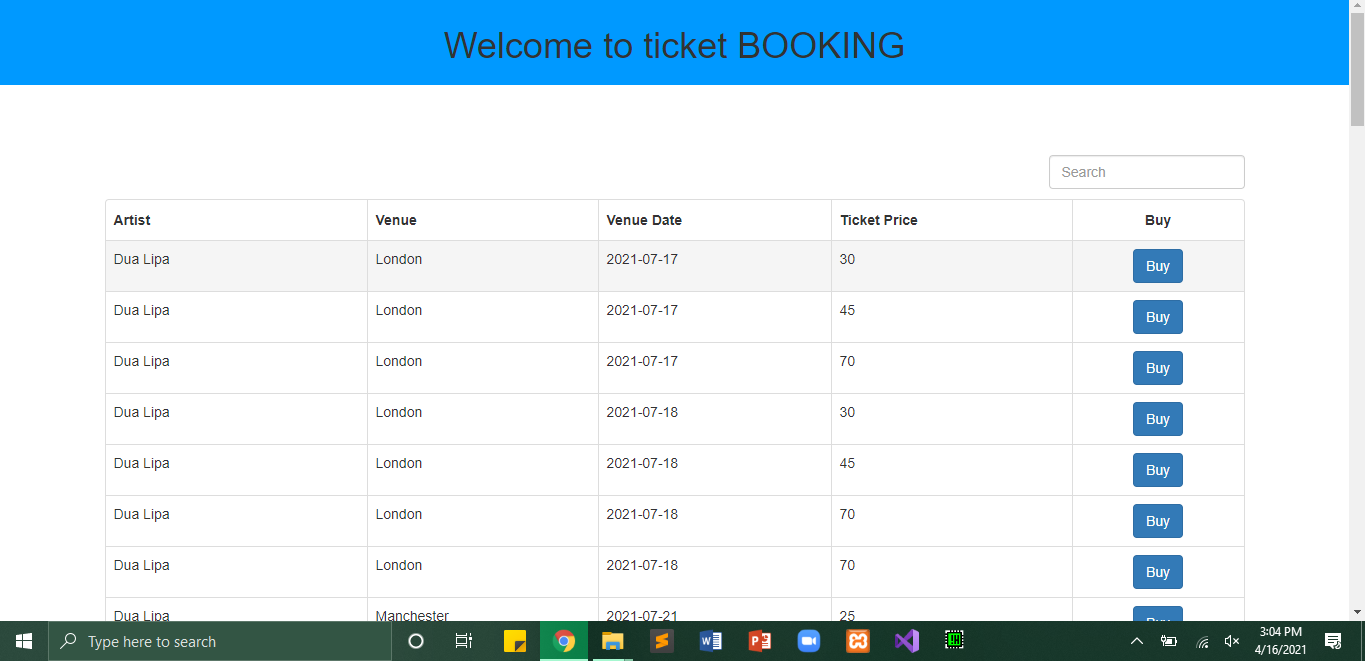 Welcome to ticket BOOKING
Search
Artist Venue Venue Date Ticket Price Buy
Dua Lipa London 2021-07-17 30 Buy
Dua Lipa London 2021-07-17 45 Buy
Dua Lipa London 2021-07-17 70 Buy
Dua Lipa London 2021-07-18 30 Buy
Dua Lipa London 2021-07-18 45 Buy
Dua Lipa London 2021-07-18 70 Buy
Dua Lipa London 2021-07-18 70 Buy
Dua Lipa Manchester 2021-07-21 25 Buy
Type here to search
3:04 PM
4/16/2021